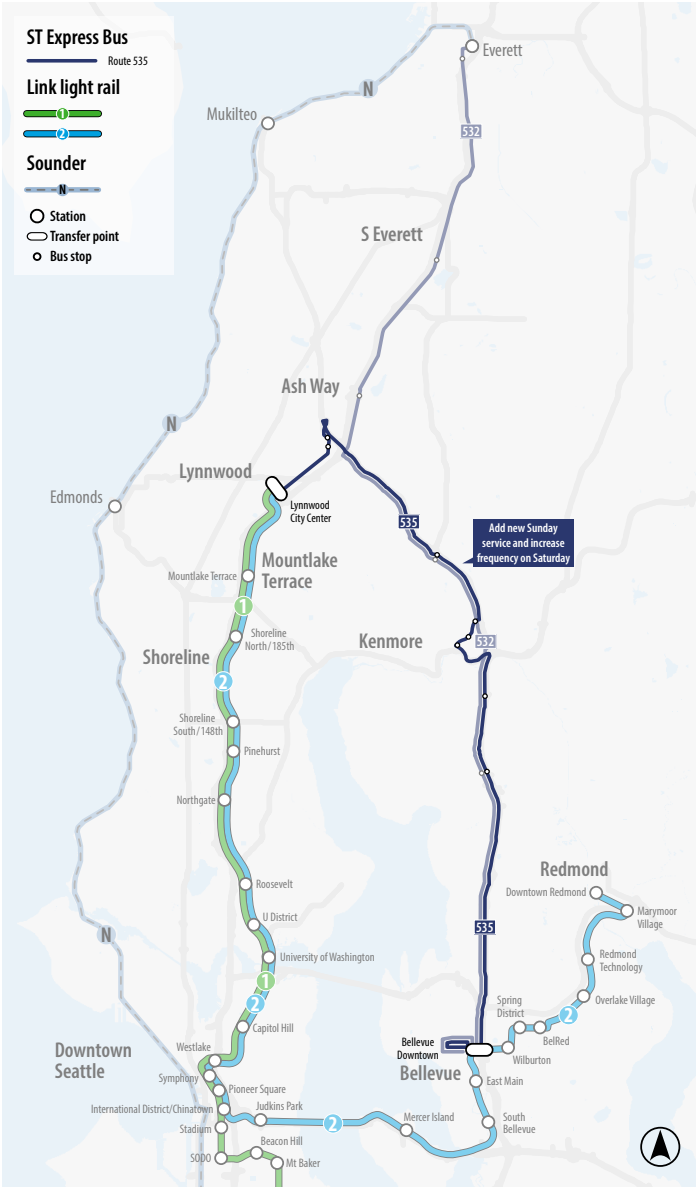 ST Express Bus
Route 535
Link light rail
1
2
Sounder
N
Station
Transfer point
Bus stop
Everett
N
Mukilteo
532
S Everett
Ash Way
N
Lynnwood
Edmonds
Lynnwood
City Center
535
Add new Sunday
service and increase
frequency on Saturday
Mountlake
Terrace
Mountlake Terrace
1
Shoreline
North/185th
Kenmore
532
Shoreline
2
Shoreline
South/148th
Pinehurst
Northgate
Redmond
Roosevelt
Downtown Redmond
Marymoor
Village
U District
535
N
University of Washington
Redmond
Technology
1
2
Overlake Village
Spring
District
2
Capitol Hill
BelRed
Westlake
Bellevue
Downtown
Wilburton
Downtown
Seattle
Bellevue
Symphony
East Main
Pioneer Square
International District/Chinatown
Judkins Park
2
Mercer Island
South
Bellevue
Stadium
Beacon Hill
SODO
Mt Baker